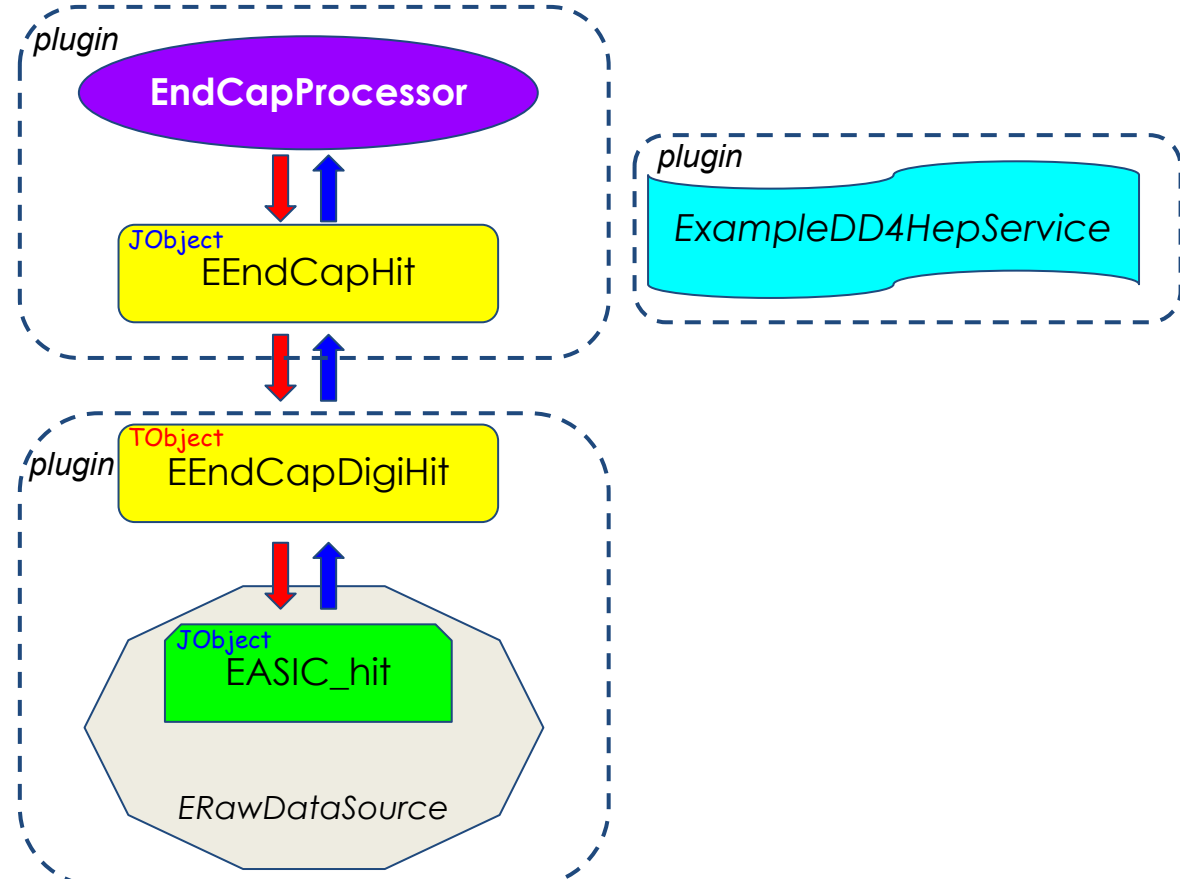 plugin
EndCapProcessor
JObject
EEndCapHit
plugin
ExampleDD4HepService
plugin
TObject
EEndCapDigiHit
JObject
EASIC_hit
ERawDataSource